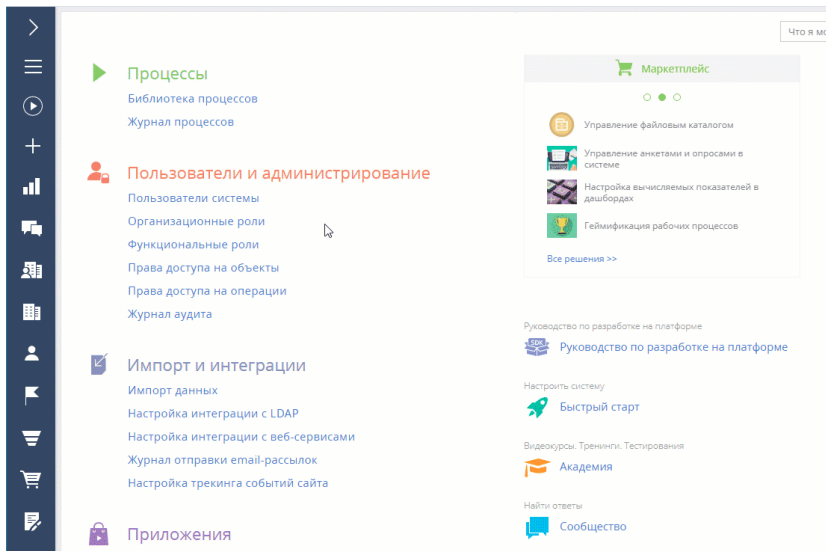 Что я мо
Процессы
Библиотека процессов
Журнал процессов
Пользователи и администрирование
Пользователи системы
Организационные роли
Функциональные роли
Права доступа на объекты
Права доступа на операции
Журнал аудита
Импорт и интеграции
Импорт данных
Настройка интеграции с LDAP
Настройка интеграции с веб-сервисами
Журнал отправки email-рассылок
Настройка трекинга событий сайта
Приложения
Маркетплейс
Управление файловым каталогом
Управление анкетами и опросами в
системе
Настройка вычисляемых показателей в
дашбордах
Геймификация рабочих процессов
Все решения >>
Руководство по разработке на платформе
SDK
Руководство по разработке на платформе
Настроить систему
Быстрый старт
Видеокурсы. Тренинги. Тестирования
Академия
Найти ответы
Сообщество